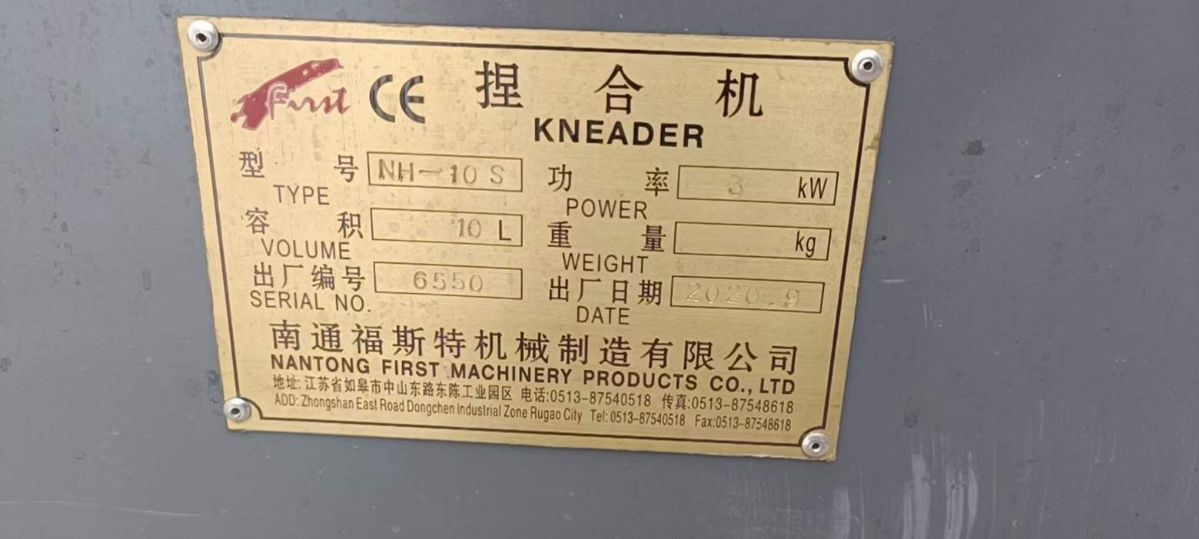 First CE 捏合机
KNEADER
型号 NH-10 S 功率 3 kW
TYPE POWER
容积 10 L 重量 kg
VOLUME WEIGHT
出厂编号 6550 出厂日期 2020.9
SERIAL NO. DATE
南通福斯特机械制造有限公司
NANTONG FIRST MACHINERY PRODUCTS CO., LTD
地址:江苏省如皋市中山东路东陈工业园区 电话:0513-87540518 传真:0513-87548618
ADD: Zhongshan East Road Dongchen Industrial Zone Rugao City Tel: 0513-87540518 Fax:0513-87548618